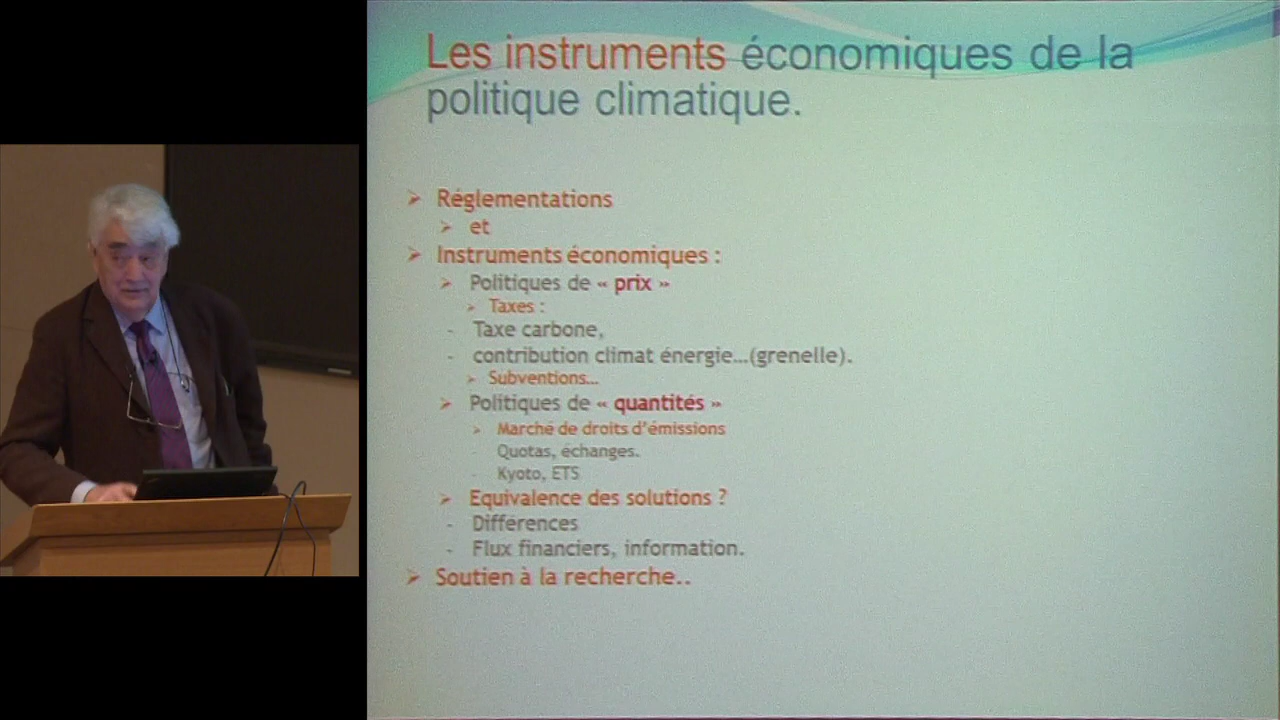 Les instruments économiques de la
politique climatique.
Réglementations
et
Instruments économiques :
Politiques de « prix »
Taxes :
- Taxe carbone,
- contribution climat énergie...(grenelle).
Subventions...
Politiques de « quantités »
Marché de droits d'émissions
- Quotas, échanges.
- Kyoto, ETS
Equivalence des solutions ?
- Différences
- Flux financiers, information.
Soutien à la recherche..